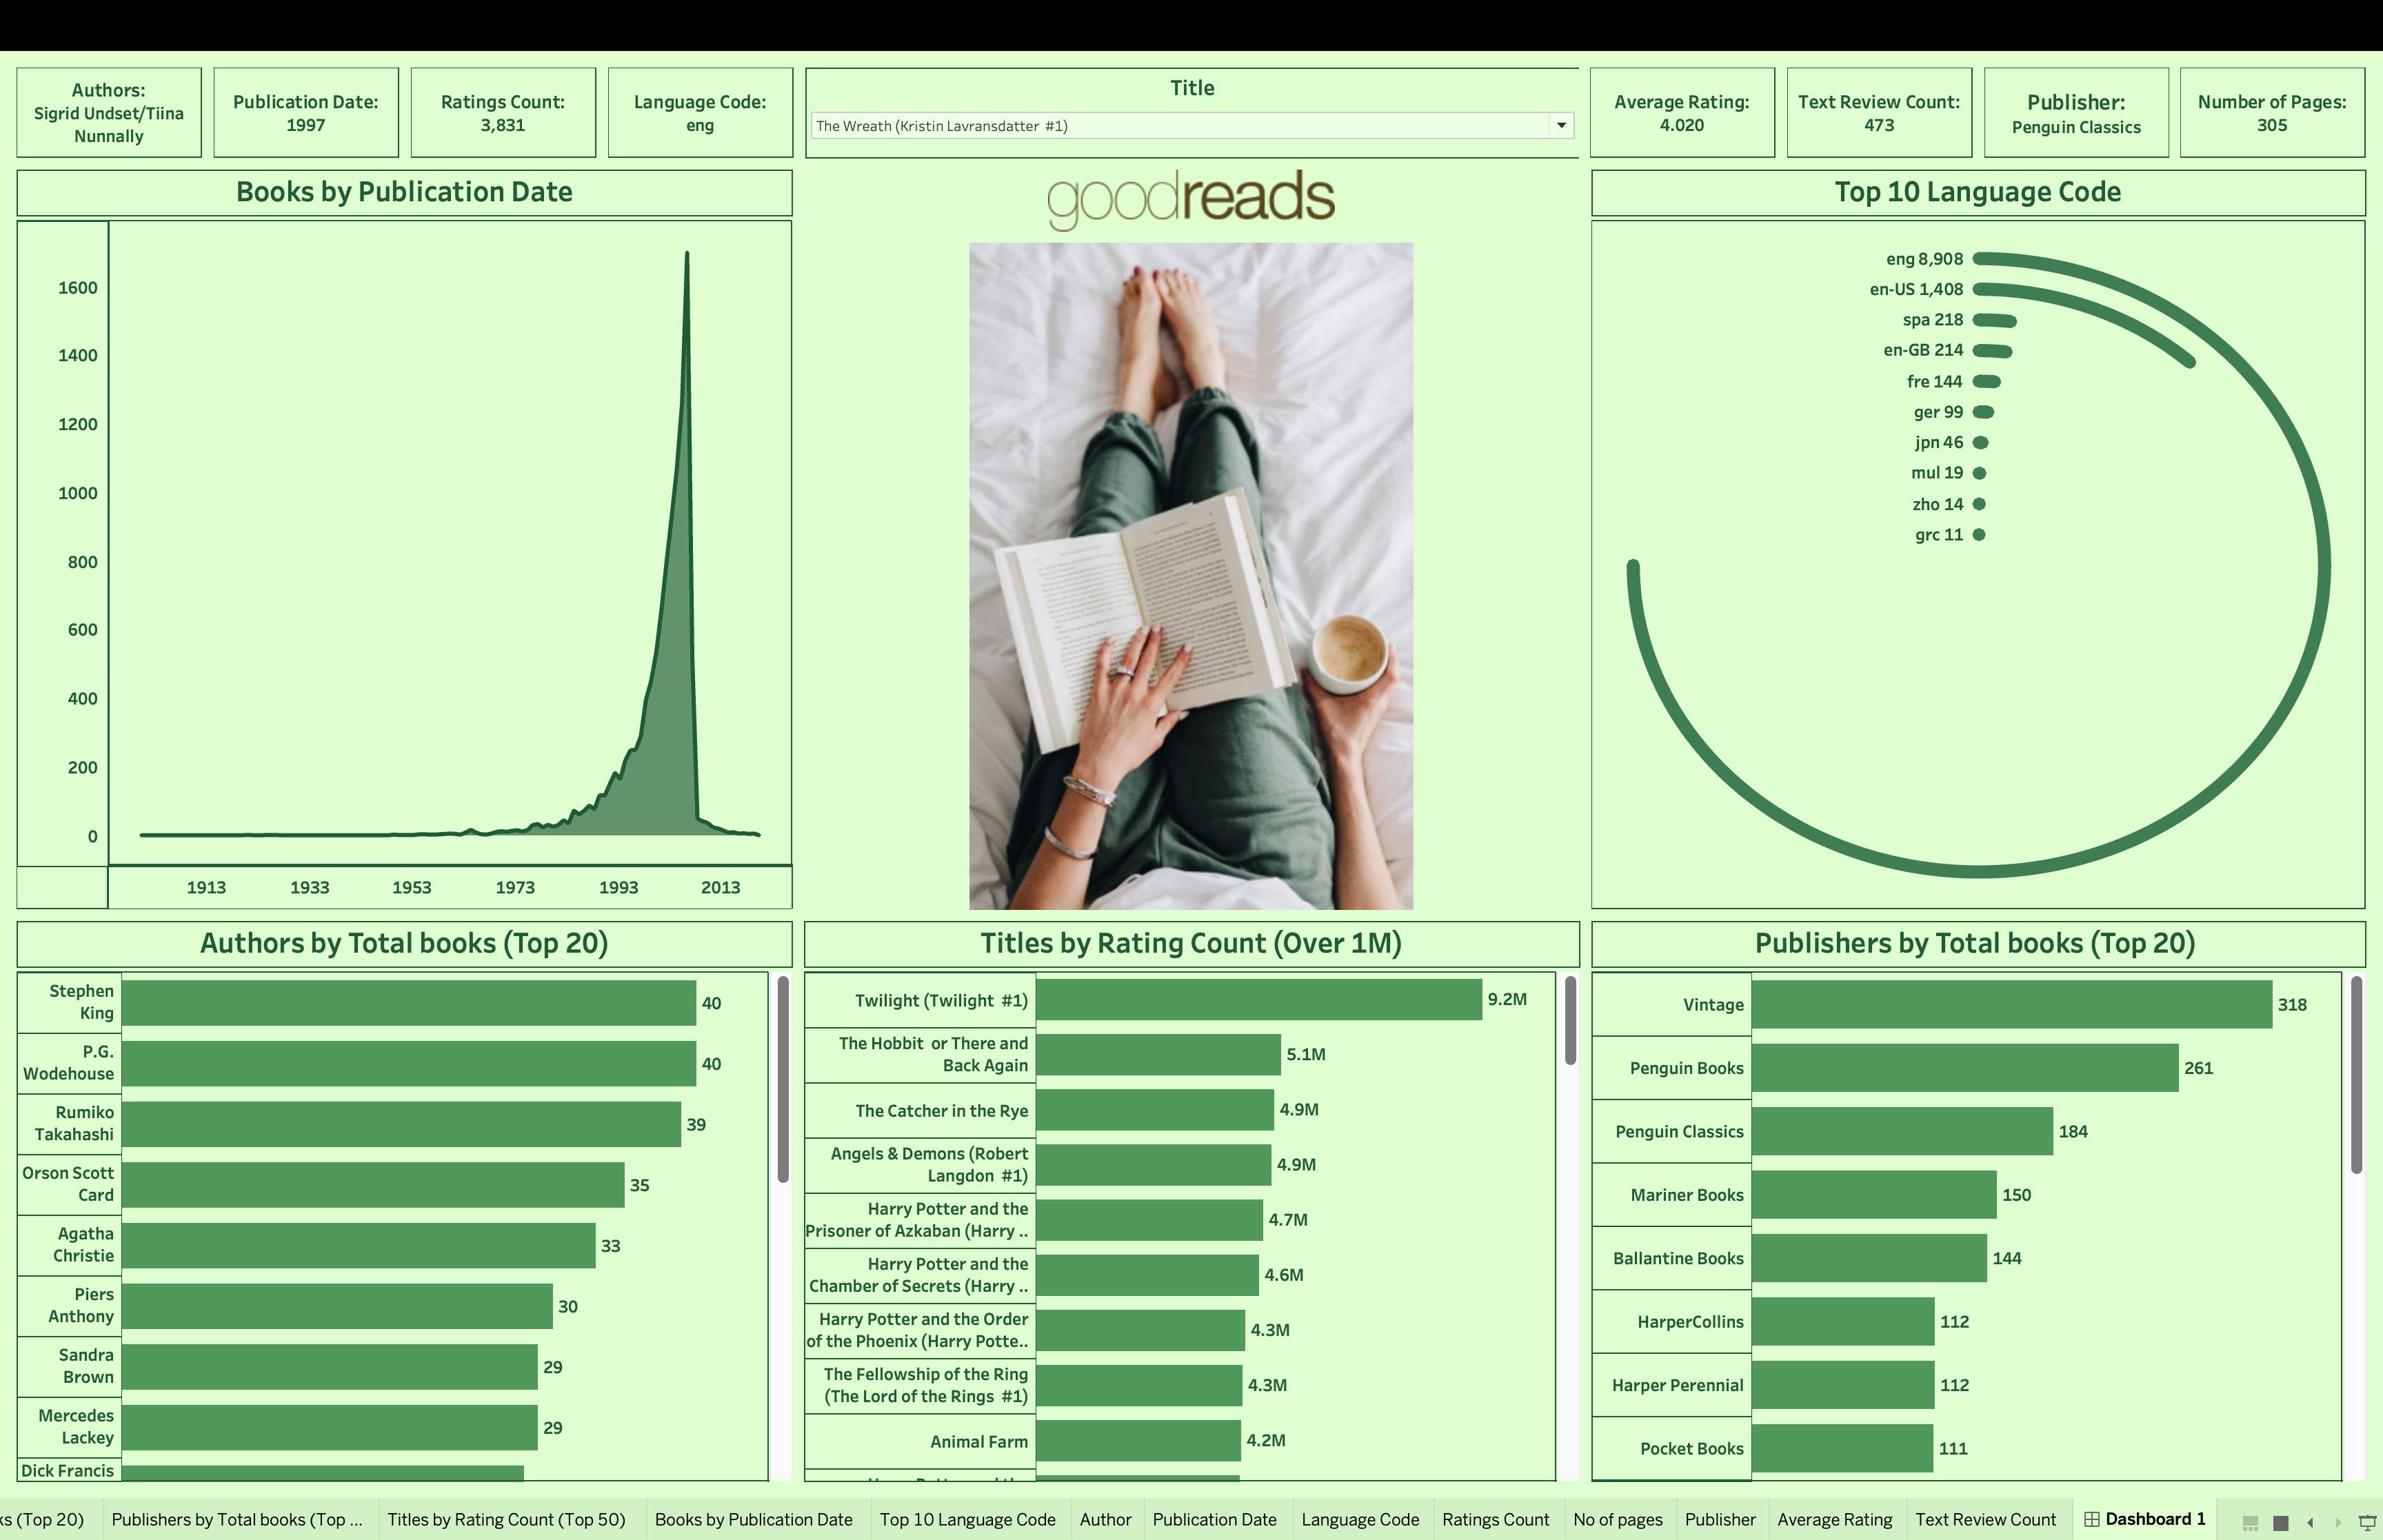 Authors:
Sigrid Undset/Tiina
Nunnally
Publication Date:
1997
Ratings Count:
3,831
Language Code:
eng
Title
The Wreath (Kristin Lavransdatter  #1)
Average Rating:
4.020
Text Review Count:
473
Publisher:
Penguin Classics
Number of Pages:
305
Books by Publication Date
1600
1400
1200
1000
800
600
400
200
0
1913 1933 1953 1973 1993 2013
goodreads
Top 10 Language Code
eng 8,908
en-US 1,408
spa 218
en-GB 214
fre 144
ger 99
jpn 46
mul 19
zho 14
grc 11
Authors by Total books (Top 20)
Stephen
King
40
P.G.
Wodehouse
40
Rumiko
Takahashi
39
Orson Scott
Card
35
Agatha
Christie
33
Piers
Anthony
30
Sandra
Brown
29
Mercedes
Lackey
29
Dick Francis
Titles by Rating Count (Over 1M)
Twilight (Twilight  #1)
9.2M
The Hobbit  or There and
Back Again
5.1M
The Catcher in the Rye
4.9M
Angels & Demons (Robert
Langdon  #1)
4.9M
Harry Potter and the
Prisoner of Azkaban (Harry ..
4.7M
Harry Potter and the
Chamber of Secrets (Harry ..
4.6M
Harry Potter and the Order
of the Phoenix (Harry Potte..
4.3M
The Fellowship of the Ring
(The Lord of the Rings  #1)
4.3M
Animal Farm
4.2M
Publishers by Total books (Top 20)
Vintage
318
Penguin Books
261
Penguin Classics
184
Mariner Books
150
Ballantine Books
144
HarperCollins
112
Harper Perennial
112
Pocket Books
111
ks (Top 20)
Publishers by Total books (Top ...
Titles by Rating Count (Top 50)
Books by Publication Date
Top 10 Language Code
Author
Publication Date
Language Code
Ratings Count
No of pages
Publisher
Average Rating
Text Review Count
Dashboard 1